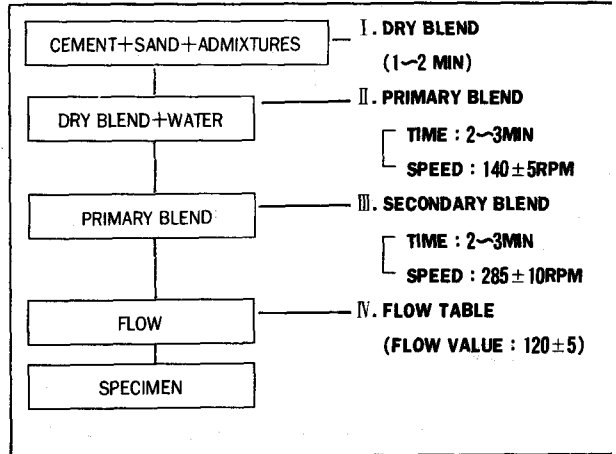 CEMENT+SAND+ADMIXTURES
Ⅰ. DRY BLEND
(1~2 MIN)
DRY BLEND+WATER
Ⅱ. PRIMARY BLEND
TIME : 2~3MIN
SPEED : 140±5RPM
PRIMARY BLEND
Ⅲ. SECONDARY BLEND
TIME : 2~3MIN
SPEED : 285±10RPM
FLOW
Ⅳ. FLOW TABLE
(FLOW VALUE : 120±5)
SPECIMEN